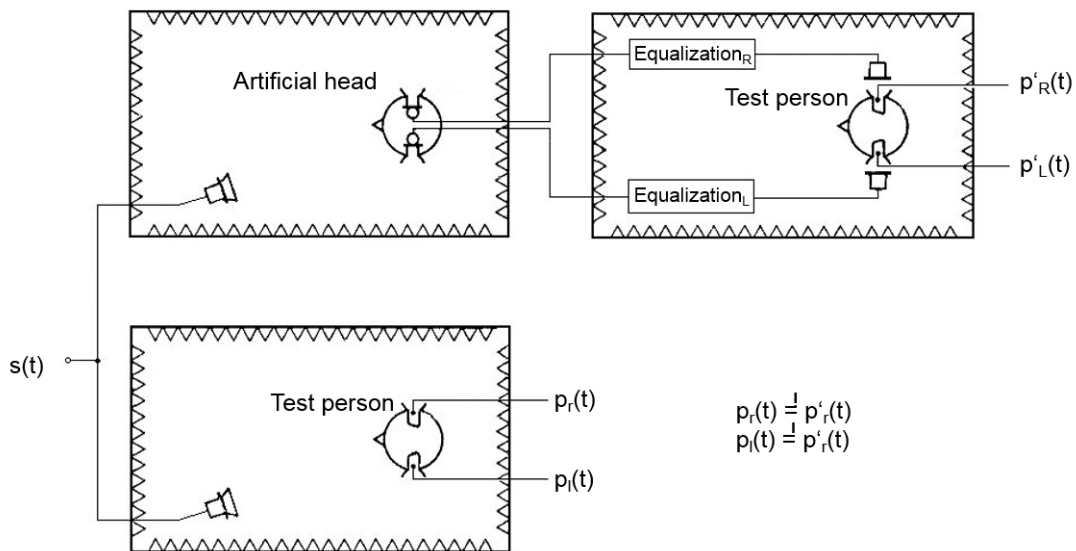 Artificial head
Equalization_R
Test person
p'_R(t)
p'_L(t)
Equalization_L
s(t)
Test person
p_r(t)
p_l(t)
p_r(t) =! p'_r(t)
p_l(t) =! p'_r(t)